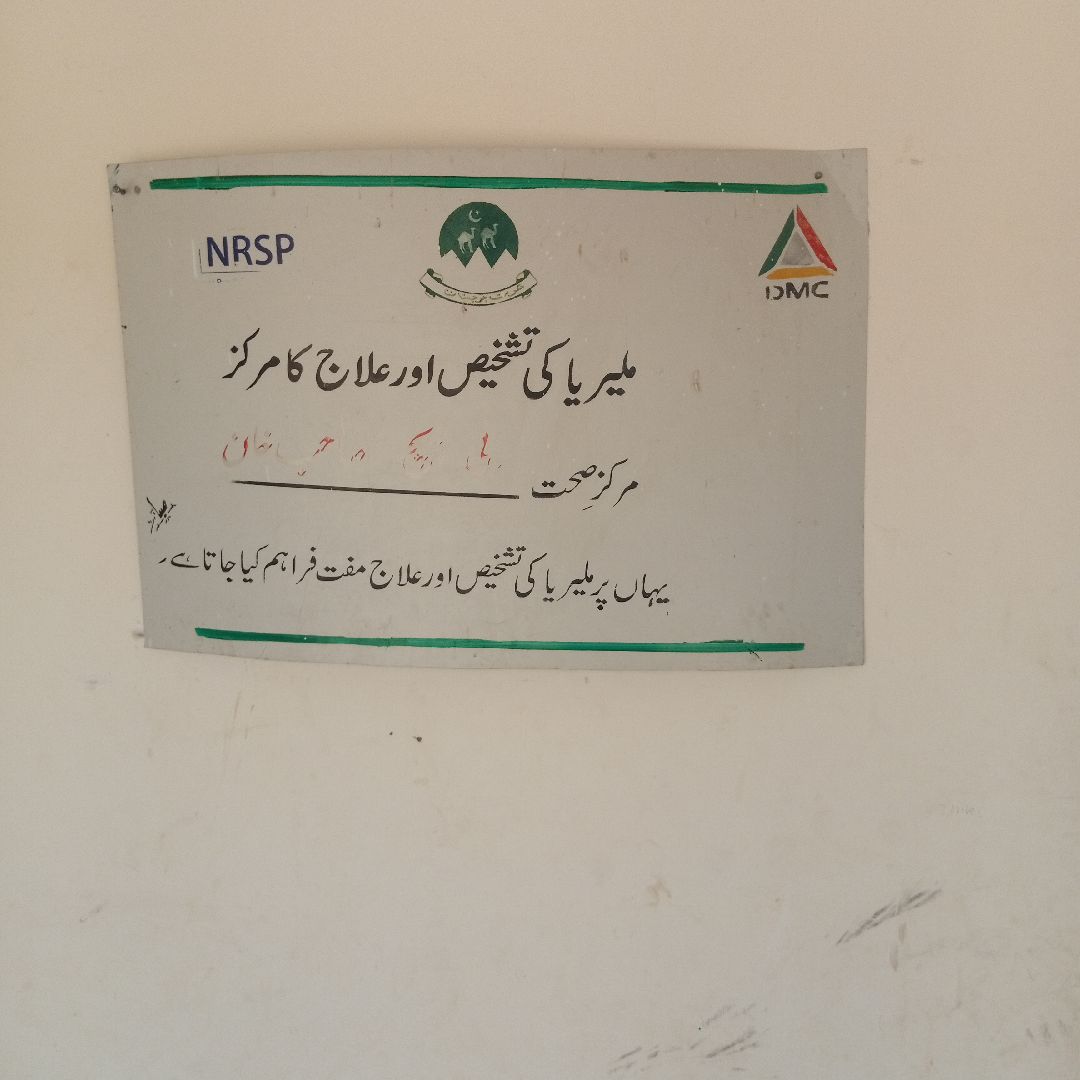 NRSP
DMC
ملیریا کی تشخیص اور علاج کا مرکز
مرکزِ صحت
یہاں پر ملیریا کی تشخیص اور علاج مفت فراہم کیا جاتا ہے۔